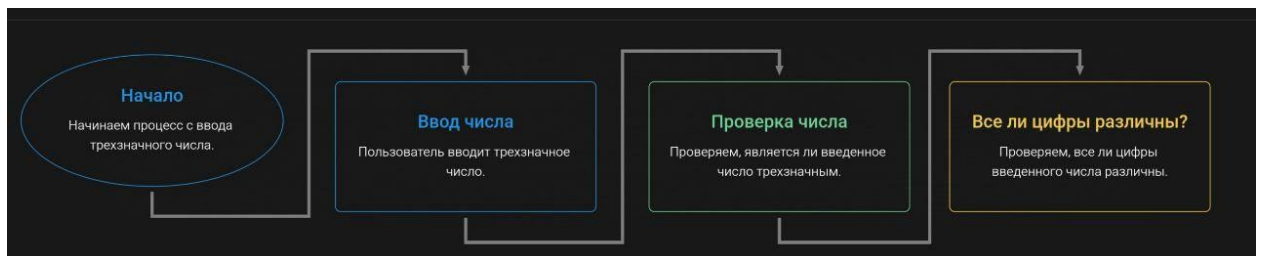 Начало
Начинаем процесс с ввода
трехзначного числа.
Ввод числа
Пользователь вводит трехзначное
число.
Проверка числа
Проверяем, является ли введенное
число трехзначным.
Все ли цифры различны?
Проверяем, все ли цифры
введенного числа различны.